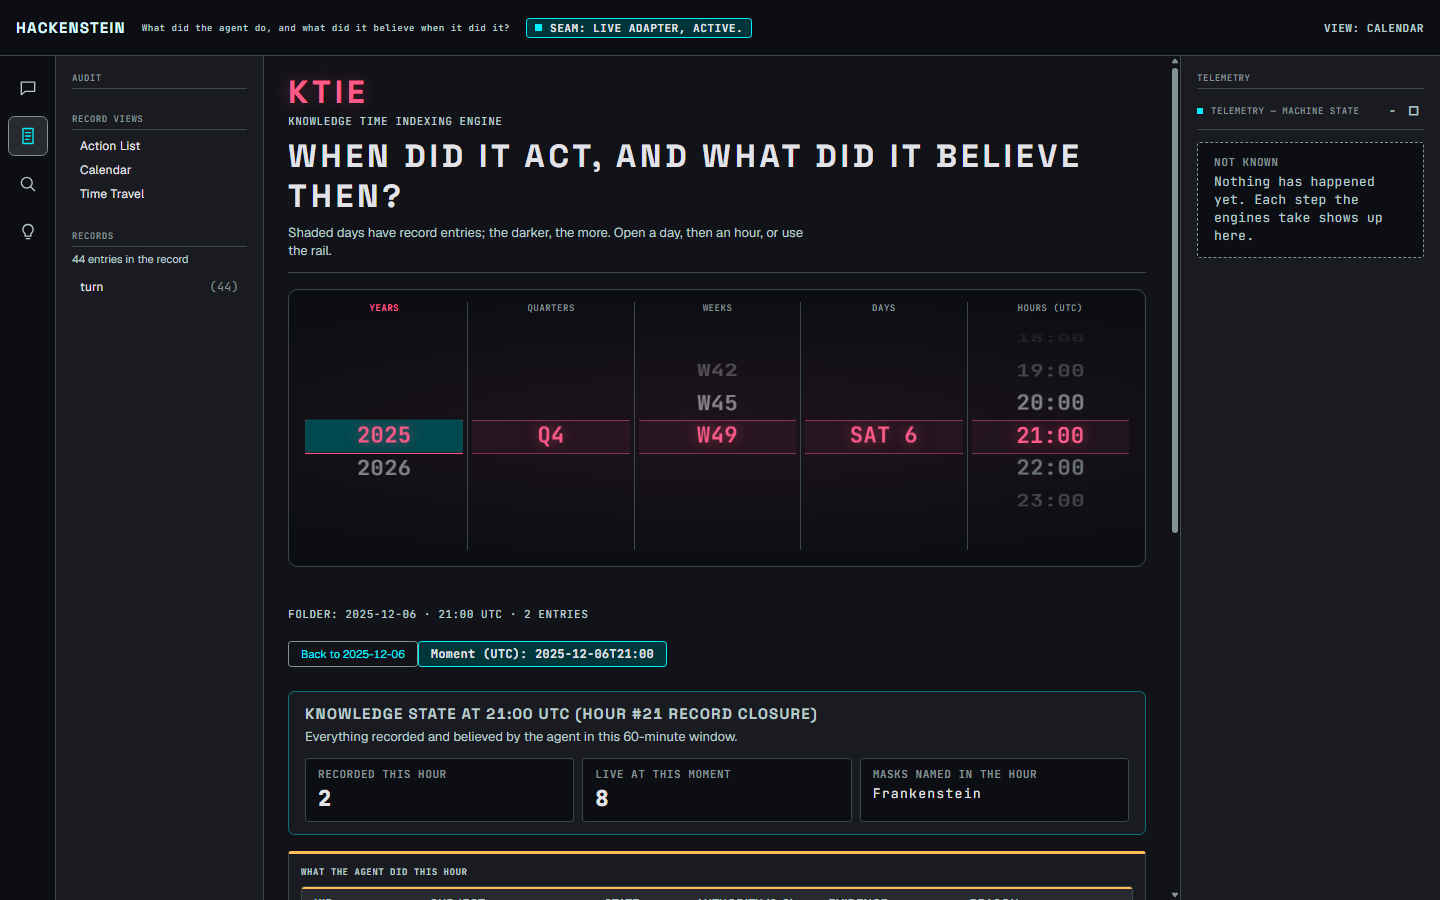 HACKENSTEIN
What did the agent do, and what did it believe when it did it?
SEAM: LIVE ADAPTER, ACTIVE.
VIEW: CALENDAR
AUDIT
RECORD VIEWS
Action List
Calendar
Time Travel
RECORDS
44 entries in the record
turn (44)
KTIE
KNOWLEDGE TIME INDEXING ENGINE
WHEN DID IT ACT, AND WHAT DID IT BELIEVE
THEN?
Shaded days have record entries; the darker, the more. Open a day, then an hour, or use
the rail.
YEARS QUARTERS WEEKS DAYS HOURS (UTC)
18:00
W42 19:00
W45 20:00
2025 Q4 W49 SAT 6 21:00
2026 22:00
23:00
FOLDER: 2025-12-06 · 21:00 UTC · 2 ENTRIES
Back to 2025-12-06
Moment (UTC): 2025-12-06T21:00
KNOWLEDGE STATE AT 21:00 UTC (HOUR #21 RECORD CLOSURE)
Everything recorded and believed by the agent in this 60-minute window.
RECORDED THIS HOUR
2
LIVE AT THIS MOMENT
8
MASKS NAMED IN THE HOUR
Frankenstein
WHAT THE AGENT DID THIS HOUR
TELEMETRY
TELEMETRY — MACHINE STATE
NOT KNOWN
Nothing has happened
yet. Each step the
engines take shows up
here.